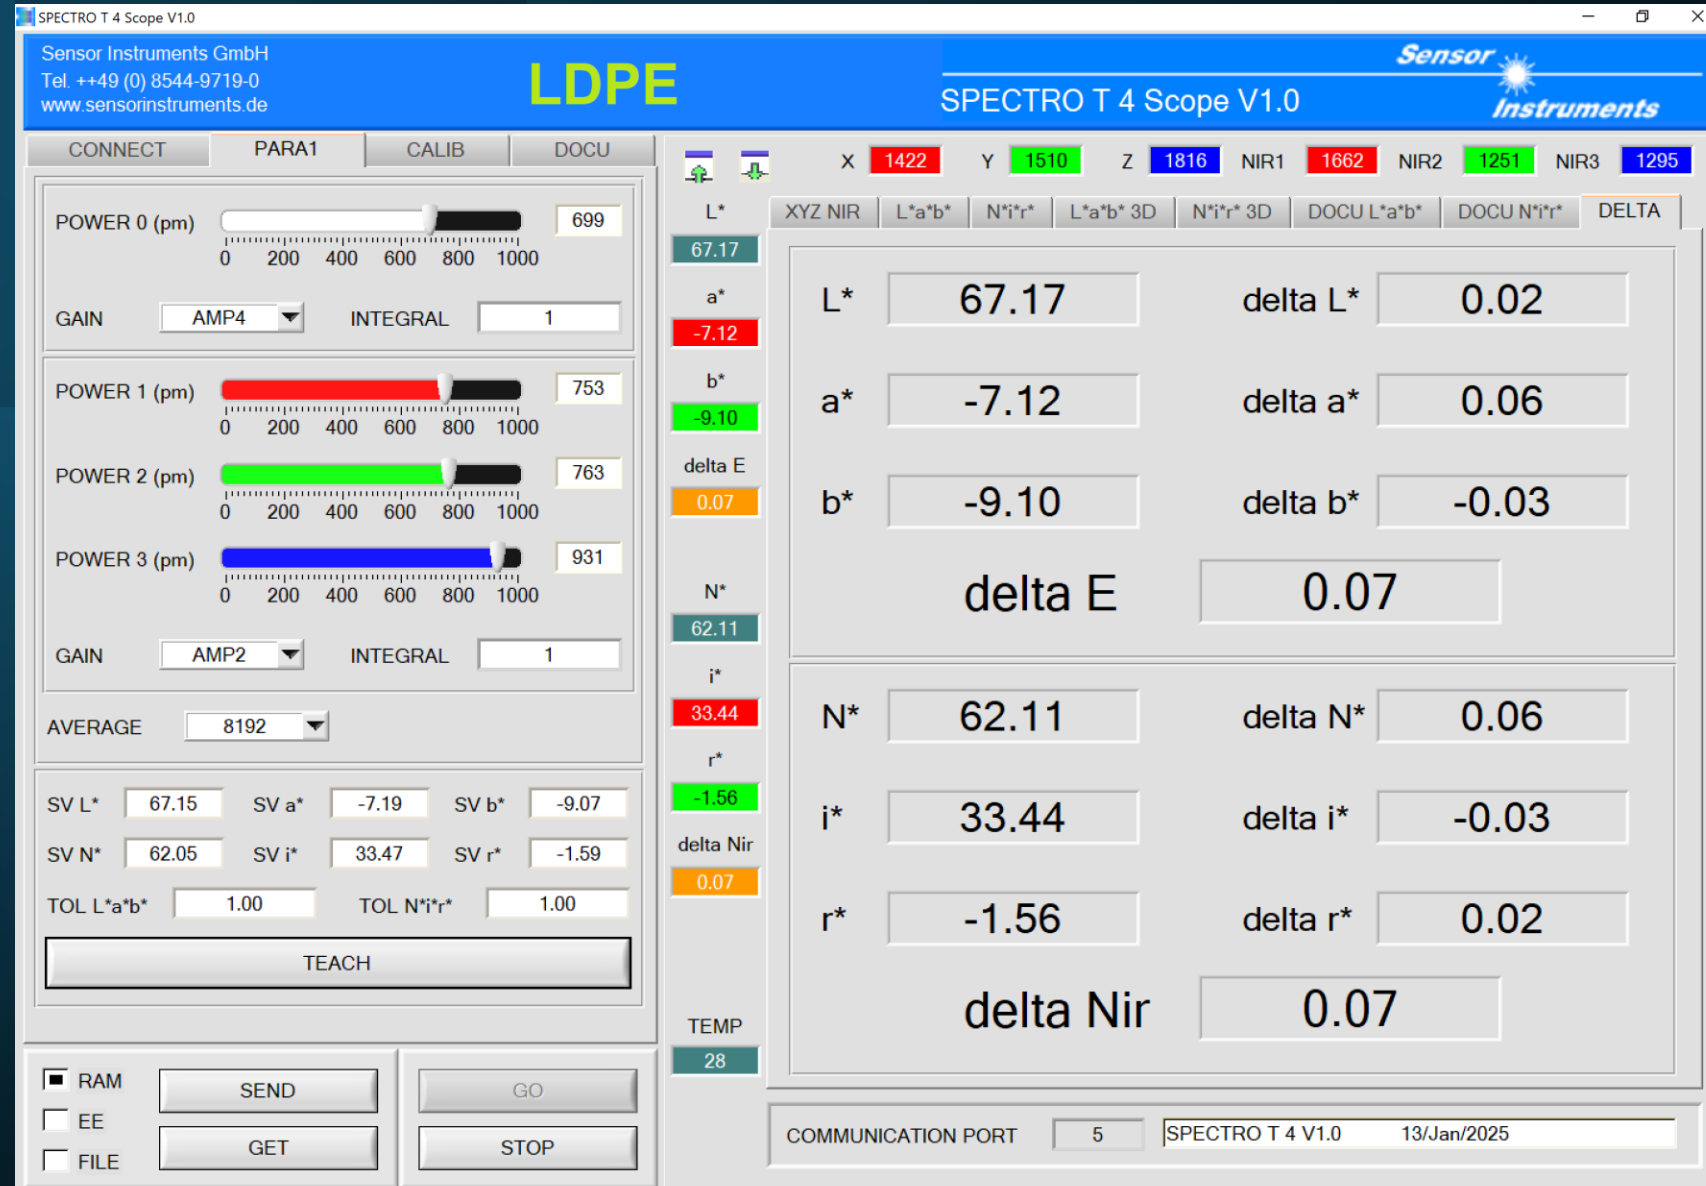 SPECTRO T 4 Scope V1.0
Sensor Instruments GmbH
Tel. ++49 (0) 8544-9719-0
www.sensorinstruments.de
LDPE
SPECTRO T 4 Scope V1.0
Sensor
Instruments
CONNECT PARA1 CALIB DOCU
POWER 0 (pm) 699
0 200 400 600 800 1000
GAIN AMP4 INTEGRAL 1
POWER 1 (pm) 753
0 200 400 600 800 1000
POWER 2 (pm) 763
0 200 400 600 800 1000
POWER 3 (pm) 931
0 200 400 600 800 1000
GAIN AMP2 INTEGRAL 1
AVERAGE 8192
SV L* 67.15 SV a* -7.19 SV b* -9.07
SV N* 62.05 SV i* 33.47 SV r* -1.59
TOL L*a*b* 1.00 TOL N*i*r* 1.00
TEACH
RAM
EE
FILE
SEND
GET
GO
STOP
X 1422 Y 1510 Z 1816 NIR1 1662 NIR2 1251 NIR3 1295
L*
67.17
a*
-7.12
b*
-9.10
delta E
0.07
N*
62.11
i*
33.44
r*
-1.56
delta Nir
0.07
TEMP
28
XYZ NIR L*a*b* N*i*r* L*a*b* 3D N*i*r* 3D DOCU L*a*b* DOCU N*i*r* DELTA
L* 67.17 delta L* 0.02
a* -7.12 delta a* 0.06
b* -9.10 delta b* -0.03
delta E 0.07
N* 62.11 delta N* 0.06
i* 33.44 delta i* -0.03
r* -1.56 delta r* 0.02
delta Nir 0.07
COMMUNICATION PORT 5 SPECTRO T 4 V1.0 13/Jan/2025